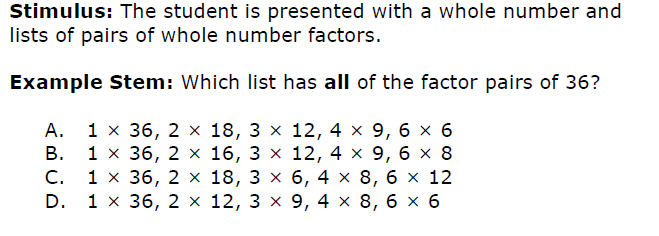 Stimulus: The student is presented with a whole number and
lists of pairs of whole number factors.
Example Stem: Which list has all of the factor pairs of 36?
A. 1 × 36, 2 × 18, 3 × 12, 4 × 9, 6 × 6
B. 1 × 36, 2 × 16, 3 × 12, 4 × 9, 6 × 8
C. 1 × 36, 2 × 18, 3 × 6, 4 × 8, 6 × 12
D. 1 × 36, 2 × 12, 3 × 9, 4 × 8, 6 × 6